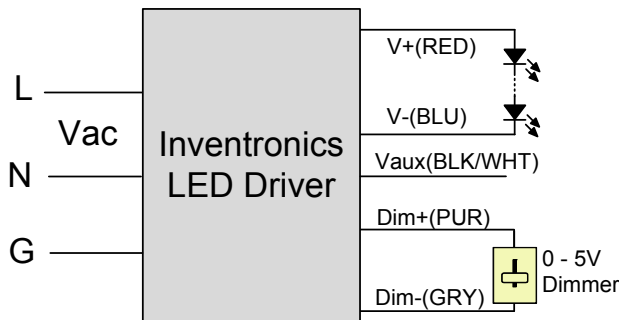 L
Vac
N
G
Inventronics
LED Driver
V+(RED)
V-(BLU)
Vaux(BLK/WHT)
Dim+(PUR)
Dim-(GRY)
0 - 5V
Dimmer